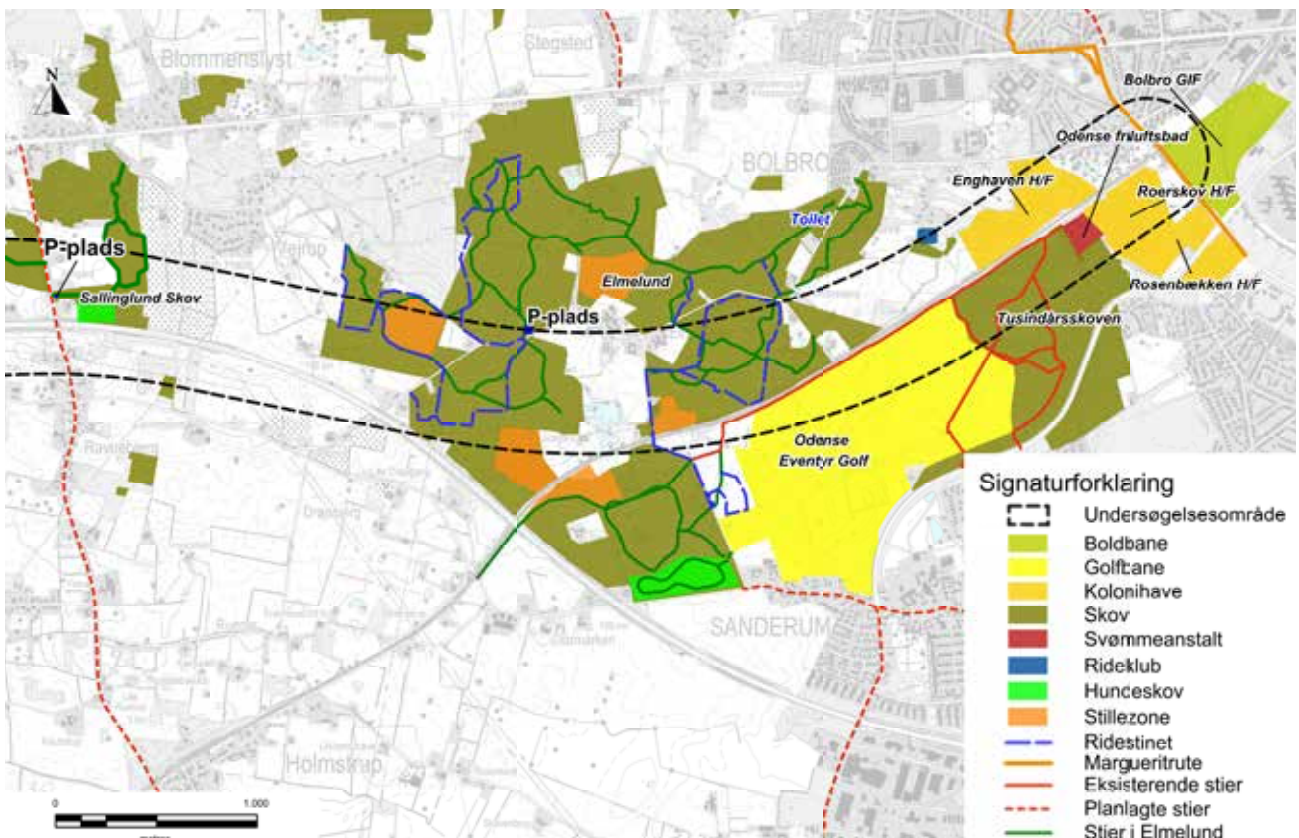 Stegsted
Blommenslyst
N
Bolbro GIF
Odense friluftsbad
BOLBRO
Enghaven H/F
Roerskov H/F
Toilet
P-plads
Vejrup
Elmelund
Sallinglund Skov
Rosenbækken H/F
P-plads
Tusindårsskoven
Odense
Eventyr Golf
Signaturforklaring
Undersøgelsesområde
Boldbane
Golfbane
Kolonihave
Skov
SANDERUM
Svømmeanstalt
Rideklub
Hundeskov
Stillezone
Ridestinet
Holmstrup
Margueritrute
Eksisterende stier
0 1.000
Planlagte stier
Stier i Elmelund